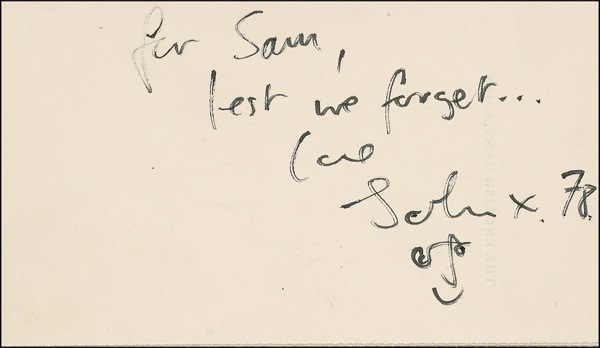 for Sam,
lest we forget...
love
John x. 78.